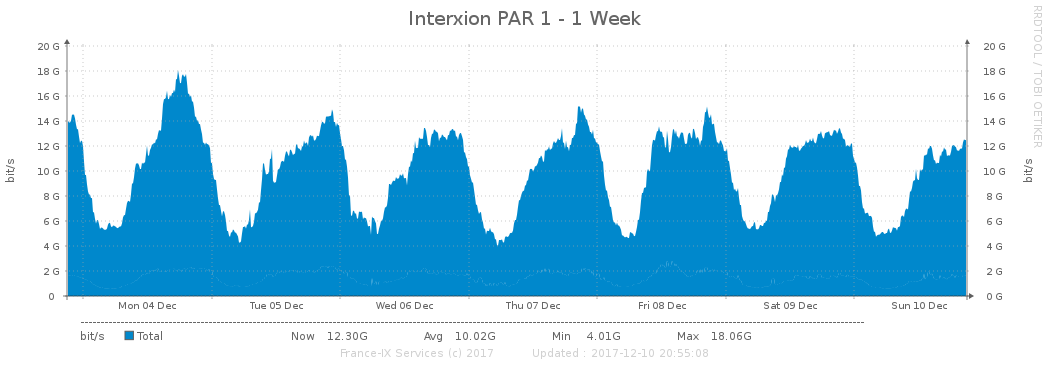 Interxion PAR 1 - 1 Week
RRDTOOL / TOBI OETIKER
bit/s
bit/s
20 G 20 G
18 G 18 G
16 G 16 G
14 G 14 G
12 G 12 G
10 G 10 G
8 G 8 G
6 G 6 G
4 G 4 G
2 G 2 G
0 0 G
Mon 04 Dec Tue 05 Dec Wed 06 Dec Thu 07 Dec Fri 08 Dec Sat 09 Dec Sun 10 Dec
bit/s Total Now 12.30G Avg 10.02G Min 4.01G Max 18.06G
France-IX Services (c) 2017 Updated : 2017-12-10 20:55:08